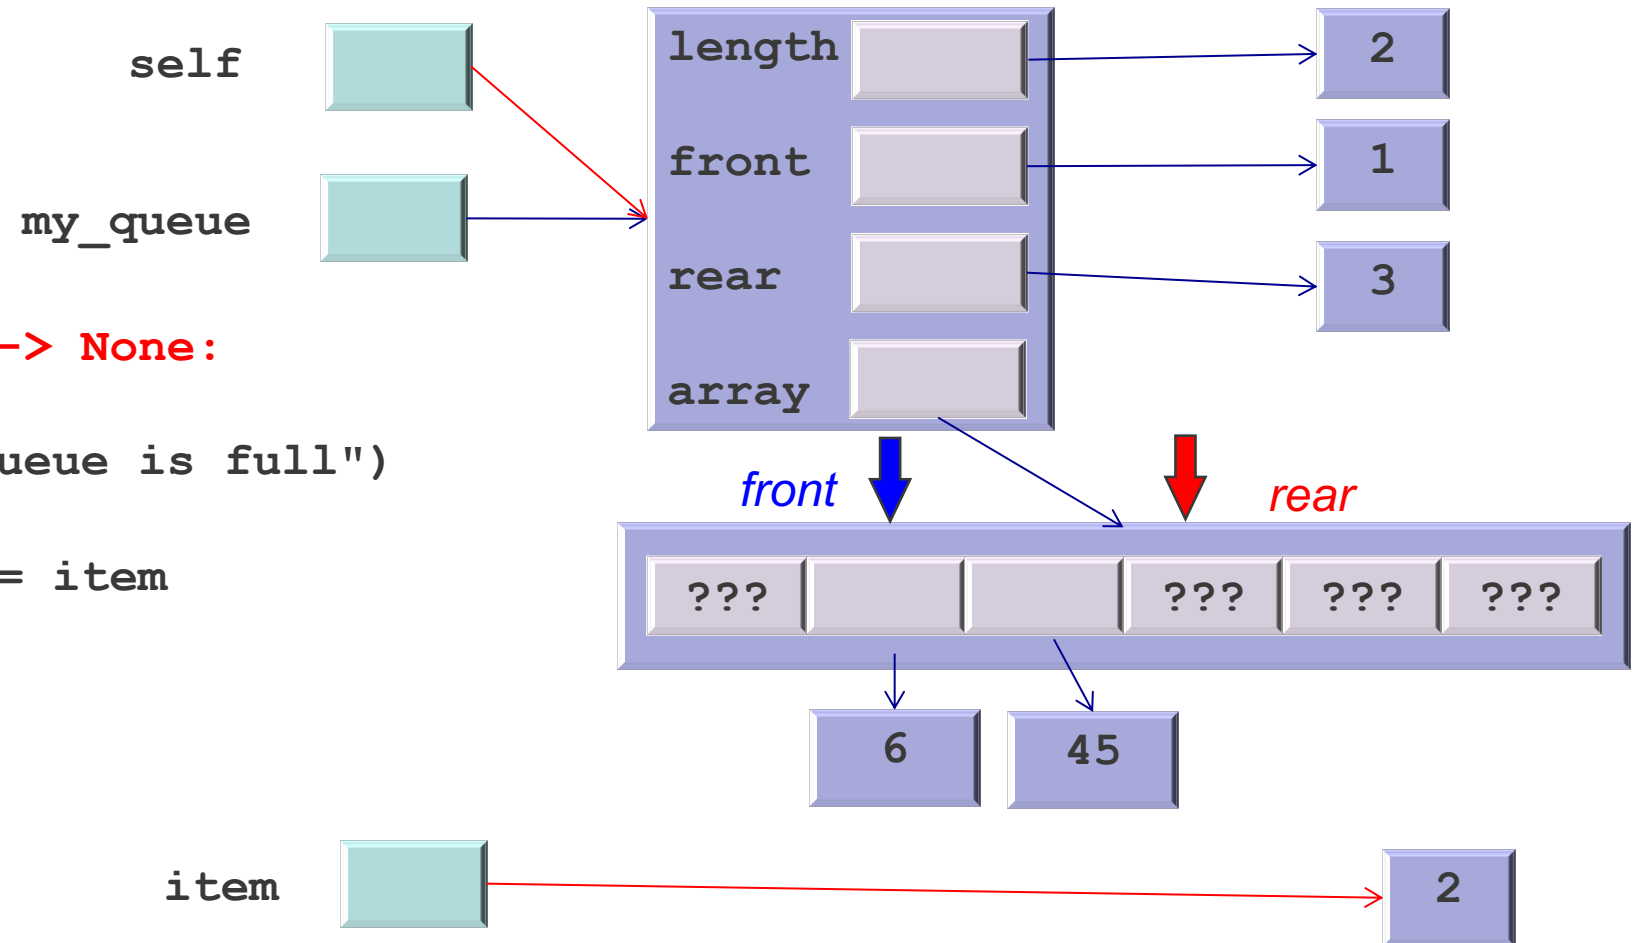 length
2
self
front
1
my_queue
rear
3
-> None:
array
ueue is full")
front
rear
= item
??? ??? ??? ???
6
45
item
2